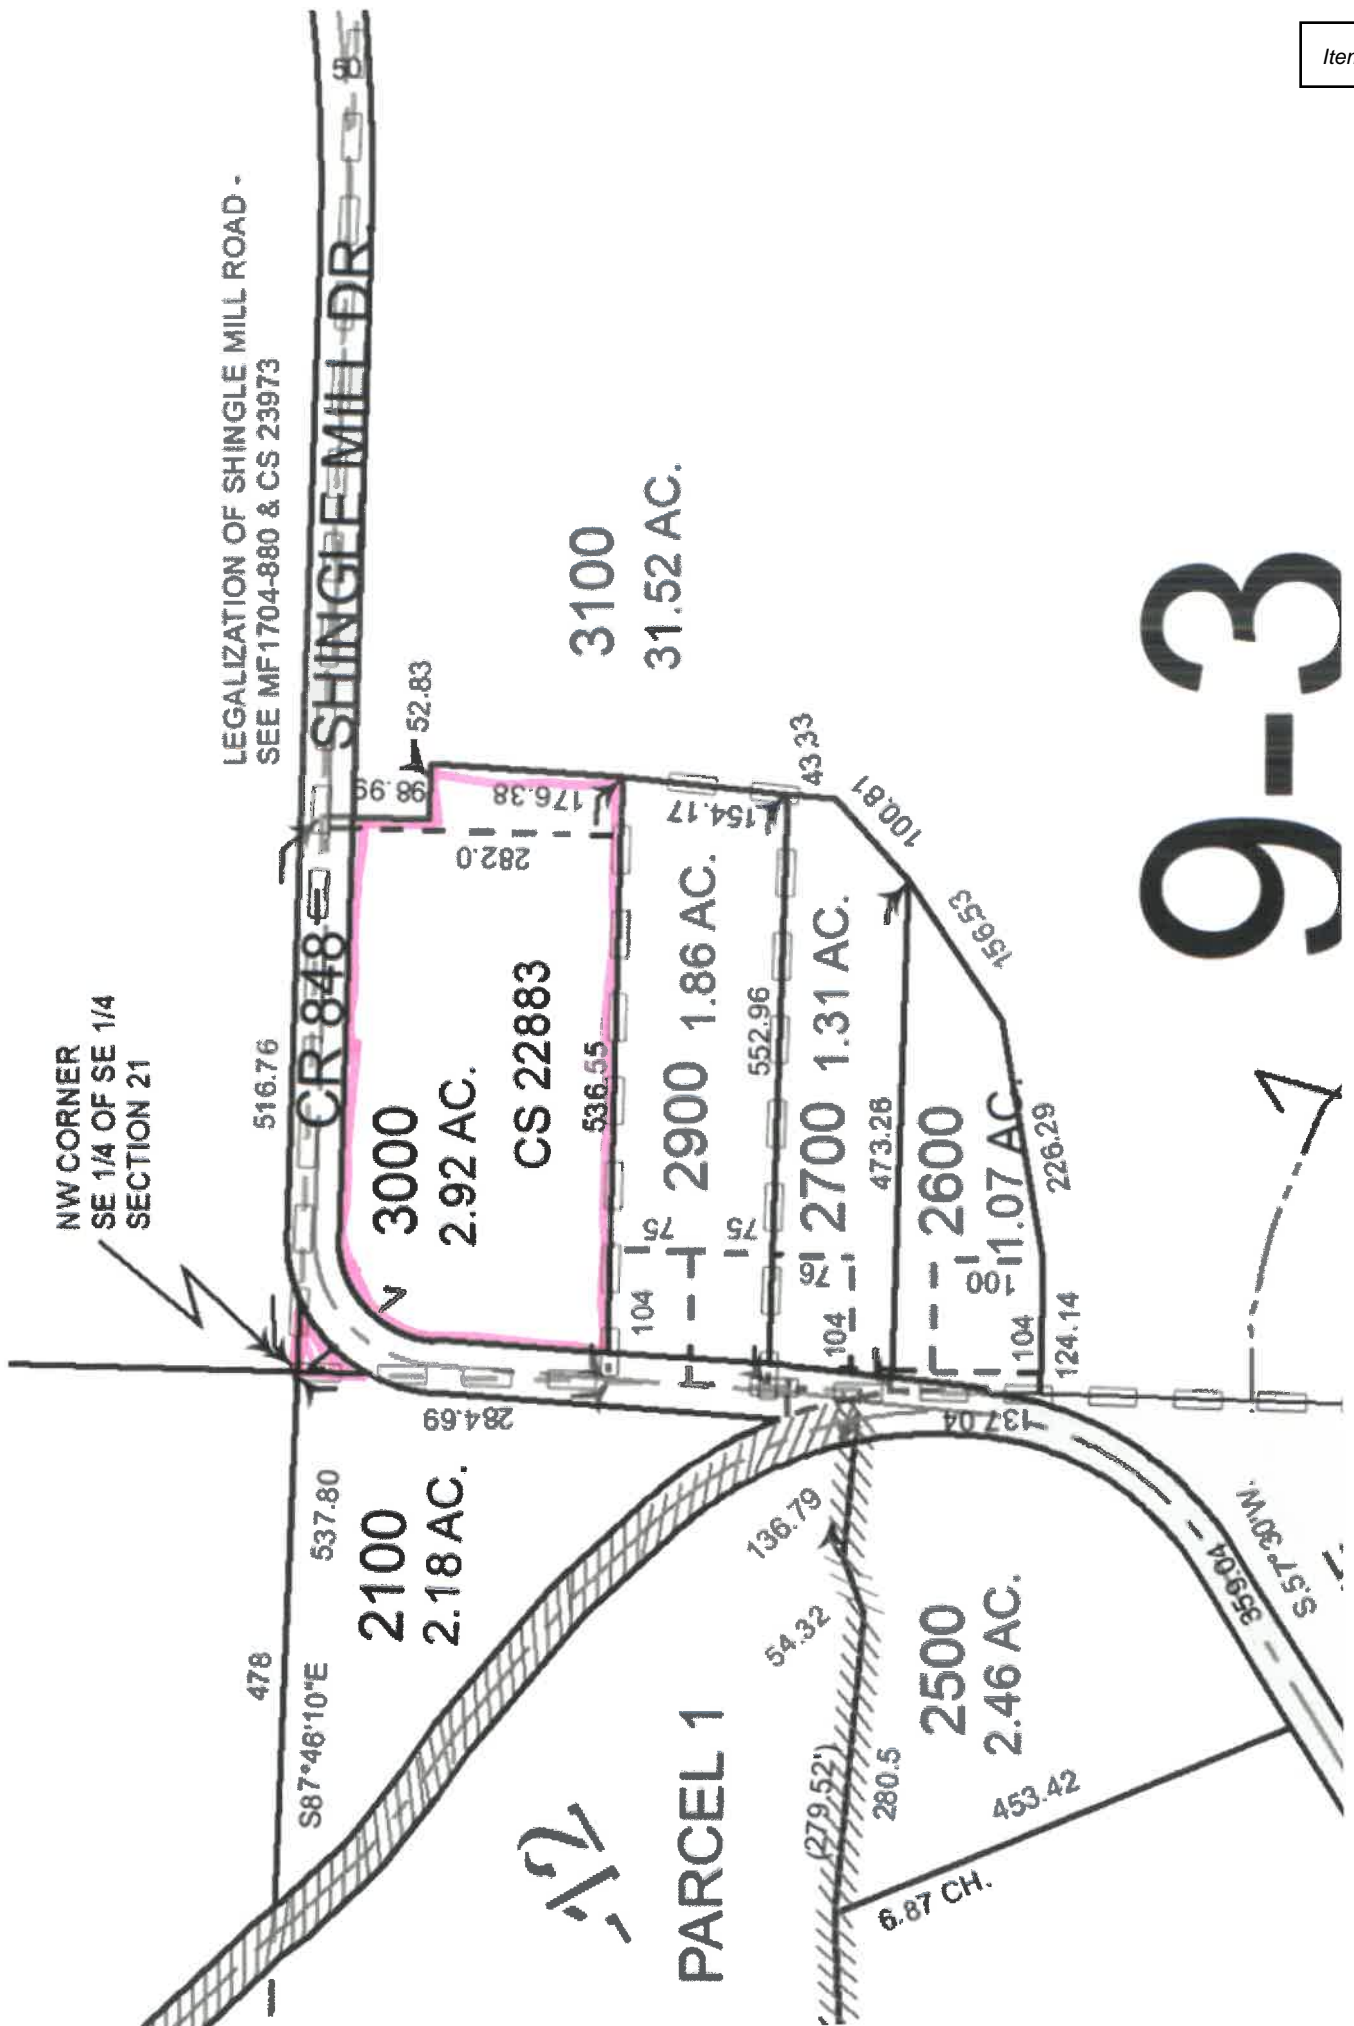 Iter
50
LEGALIZATION OF SHINGLE MILL ROAD -
SEE MF1704-880 & CS 23973
CR 848
SHINGLE MILL DR
NW CORNER
SE 1/4 OF SE 1/4
SECTION 21
516.76
3000
2.92 AC.
CS 22883
98.99
52.83
176.38
282.0
536.55
3100
31.52 AC.
2900 1.86 AC.
154.17
43.33
75
75
104
552.96
2700 1.31 AC.
76
104
100.81
473.28
156.53
2600
1.07 AC.
100
104
226.29
124.14
9-3
284.69
137.04
478
537.80
S87°46'10"E
2100
2.18 AC.
136.79
54.32
(279.52')
280.5
2500
2.46 AC.
359.04
S.57°30'W.
453.42
6.87 CH.
-12
PARCEL 1